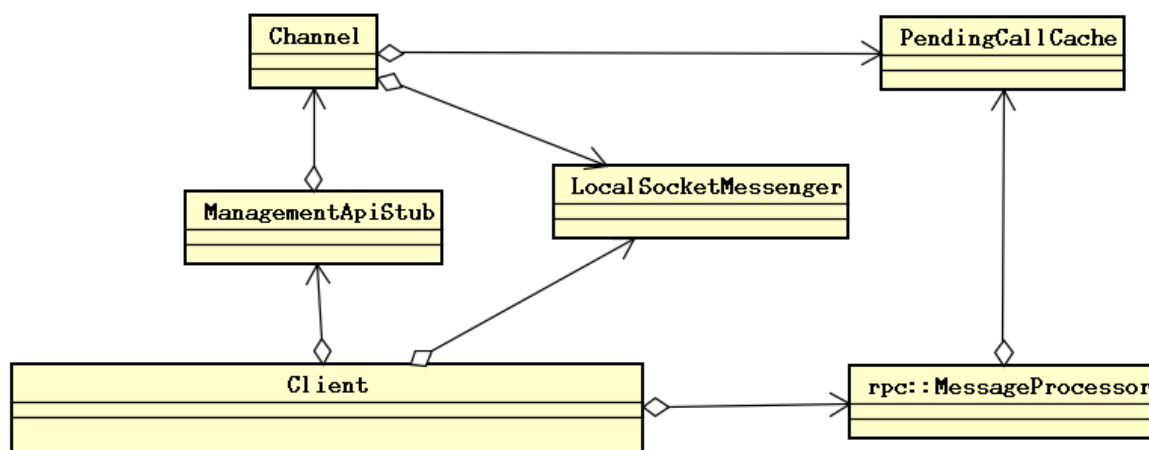 Channel
PendingCallCache
LocalSocketMessenger
ManagementApiStub
Client
rpc::MessageProcessor